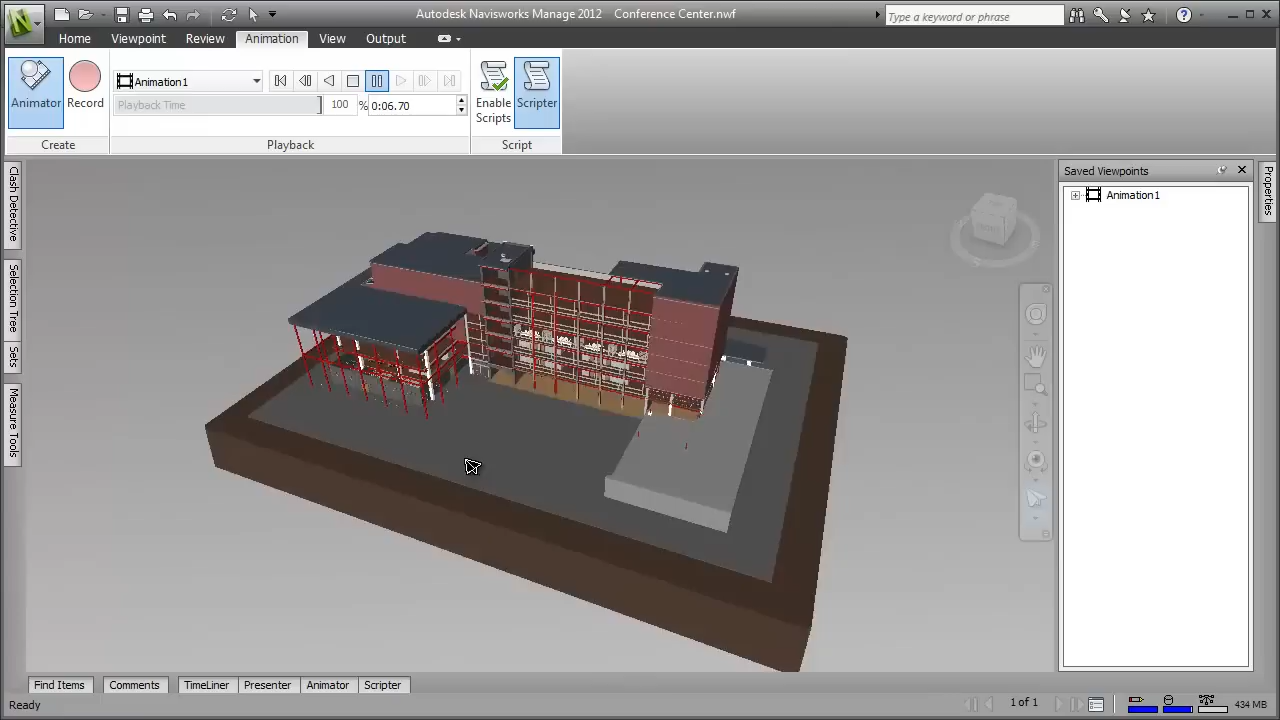 Autodesk Navisworks Manage 2012 Conference Center.nwf
Type a keyword or phrase
Home Viewpoint Review Animation View Output
Animation1
Animator Record
Playback Time 100 % 0:06.70
Enable Scripts
Scripter
Create Playback Script
Clash Detective
Selection Tree
Sets
Measure Tools
Saved Viewpoints
Animation1
Properties
Find Items Comments TimeLiner Presenter Animator Scripter
Ready 1 of 1 434 MB